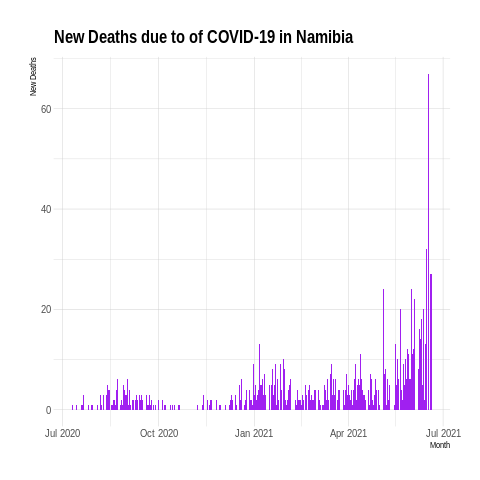 New Deaths due to of COVID-19 in Namibia
New Deaths
60
40
20
0
Jul 2020
Oct 2020
Jan 2021
Apr 2021
Jul 2021
Month